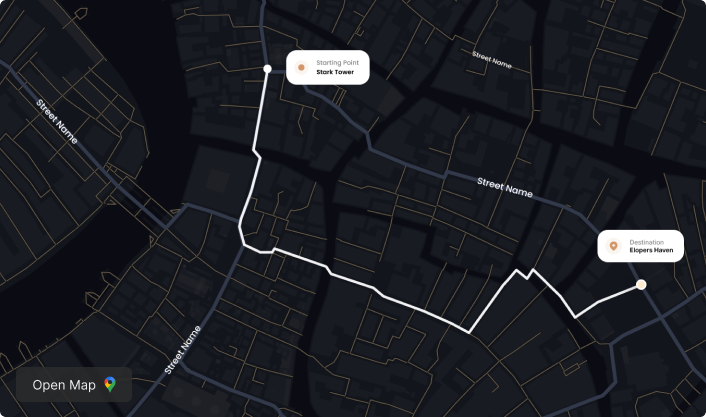 Street Name
Starting Point
Stark Tower
Street Name
Street Name
Destination
Elopers Haven
Street Name
Open Map